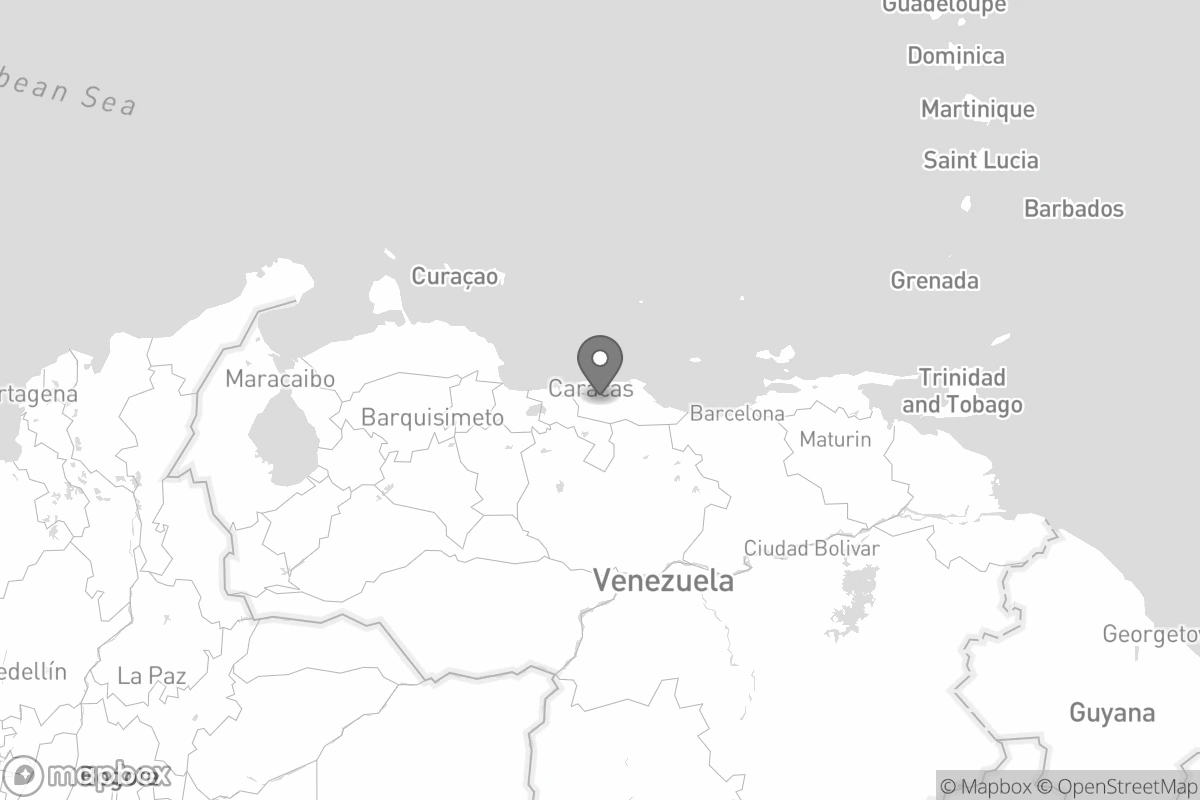 Guadeloupe
Dominica
bean Sea
Martinique
Saint Lucia
Barbados
Curaçao
Grenada
Maracaibo
Caracas
Trinidad
and Tobago
rtagena
Barquisimeto
Barcelona
Maturin
Ciudad Bolivar
Venezuela
Georgetov
edellín
La Paz
Guyana
mapbox
© Mapbox © OpenStreetMap